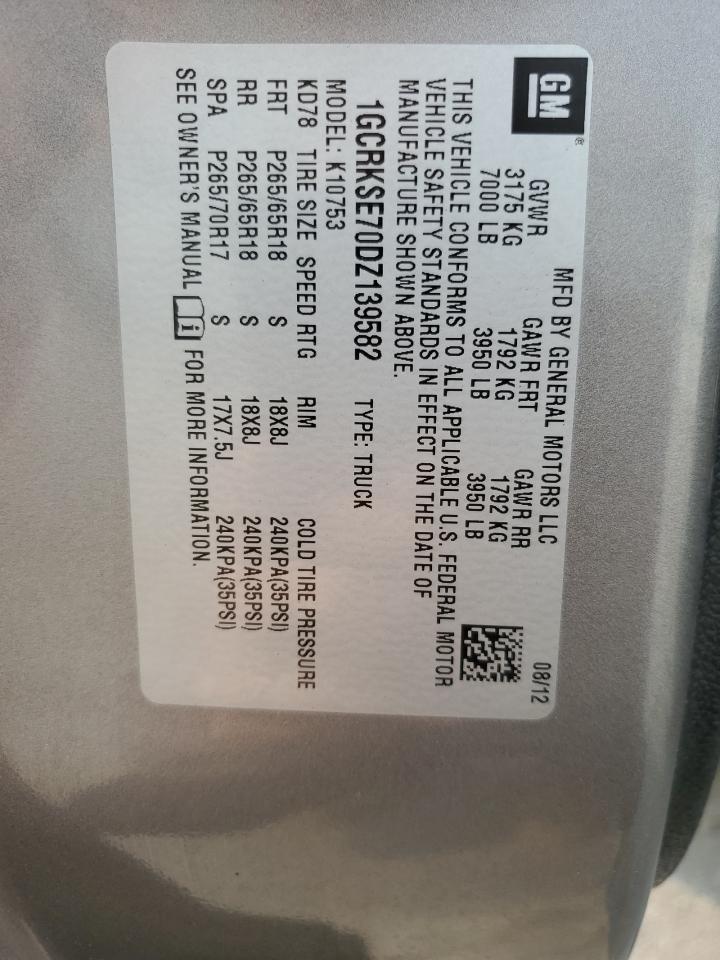 GM
MFD BY GENERAL MOTORS LLC 08/12
GVWR GAWR FRT GAWR RR
3175 KG 1792 KG 1792 KG
7000 LB 3950 LB 3950 LB
THIS VEHICLE CONFORMS TO ALL APPLICABLE U.S. FEDERAL MOTOR
VEHICLE SAFETY STANDARDS IN EFFECT ON THE DATE OF
MANUFACTURE SHOWN ABOVE.
1GCRKSE70DZ139582 TYPE: TRUCK
MODEL: K10753
KD78 TIRE SIZE SPEED RTG RIM COLD TIRE PRESSURE
FRT P265/65R18 S 18X8J 240KPA(35PSI)
RR P265/65R18 S 18X8J 240KPA(35PSI)
SPA P265/70R17 S 17X7.5J 240KPA(35PSI)
SEE OWNER'S MANUAL i FOR MORE INFORMATION.